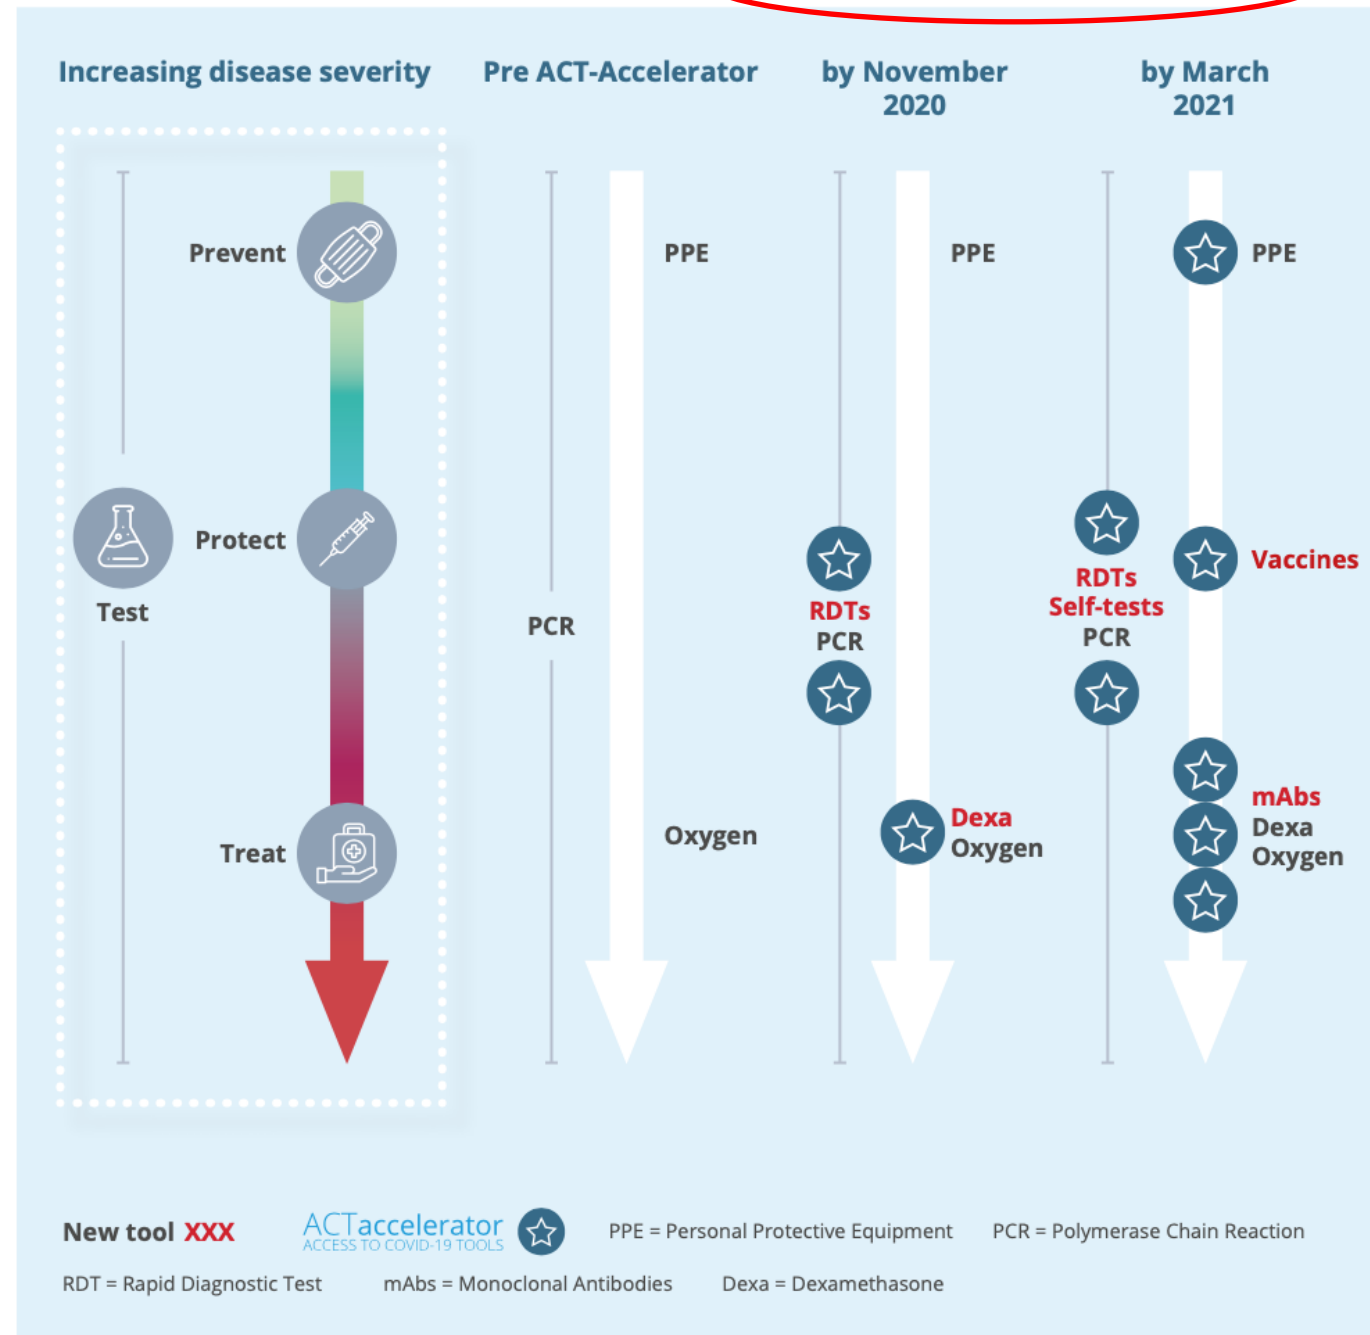 Increasing disease severity
Pre ACT-Accelerator
by November
2020
by March
2021
Prevent
Protect
Test
Treat
PPE
PCR
Oxygen
PPE
RDTs
PCR
Dexa
Oxygen
PPE
RDTs
Self-tests
PCR
Vaccines
mAbs
Dexa
Oxygen
New tool XXX
ACTaccelerator
ACCESS TO COVID-19 TOOLS
PPE = Personal Protective Equipment
PCR = Polymerase Chain Reaction
RDT = Rapid Diagnostic Test
mAbs = Monoclonal Antibodies
Dexa = Dexamethasone